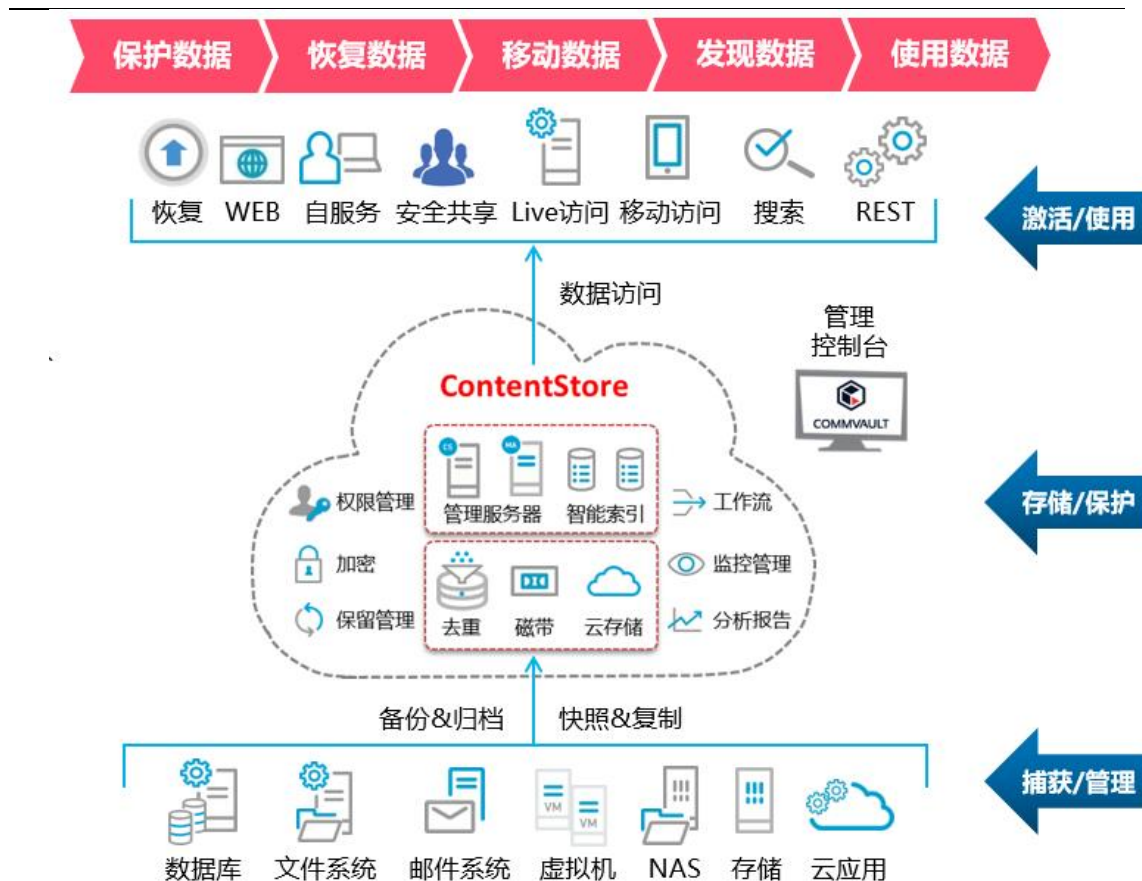 保护数据 恢复数据 移动数据 发现数据 使用数据
恢复 WEB 自服务 安全共享 Live访问 移动访问 搜索 REST
激活/使用
数据访问
管理
控制台
COMMVAULT
ContentStore
CS MA
权限管理
管理服务器 智能索引
工作流
存储/保护
加密
监控管理
保留管理
去重 磁带 云存储
分析报告
备份&归档 快照&复制
捕获/管理
VM
VM
数据库 文件系统 邮件系统 虚拟机 NAS 存储 云应用